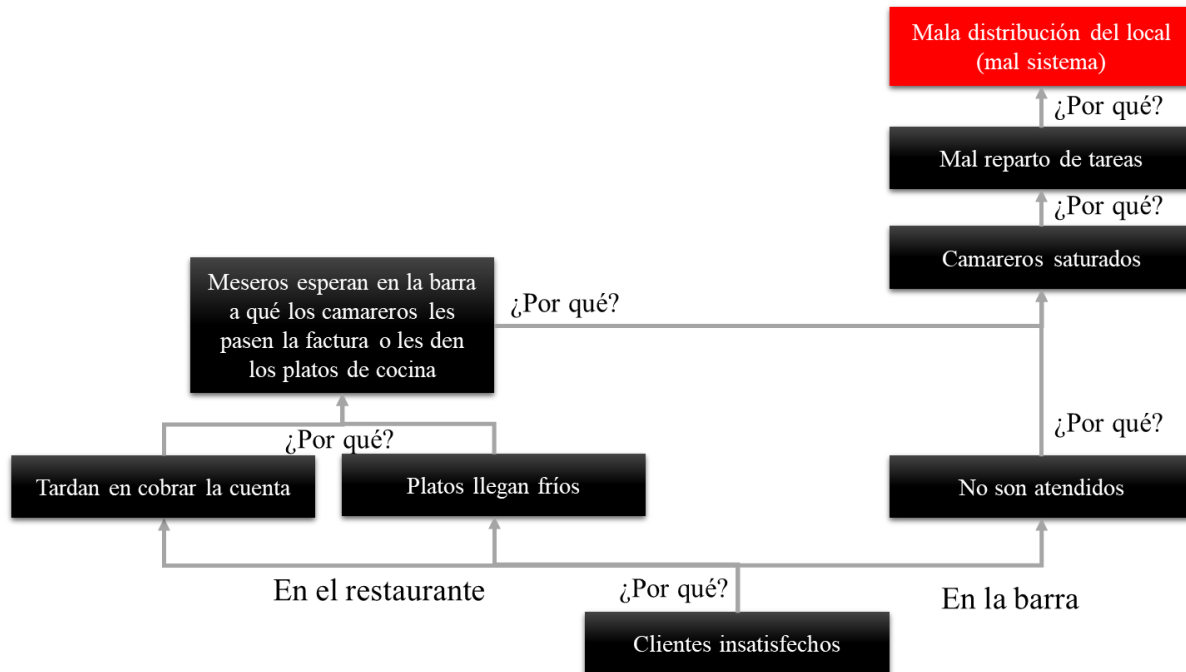 Mala distribución del local
(mal sistema)
¿Por qué?
Mal reparto de tareas
¿Por qué?
Camareros saturados
Meseros esperan en la barra
a qué los camareros les
pasen la factura o les den
los platos de cocina
¿Por qué?
¿Por qué?
¿Por qué?
Tardan en cobrar la cuenta
Platos llegan fríos
No son atendidos
En el restaurante
¿Por qué?
En la barra
Clientes insatisfechos